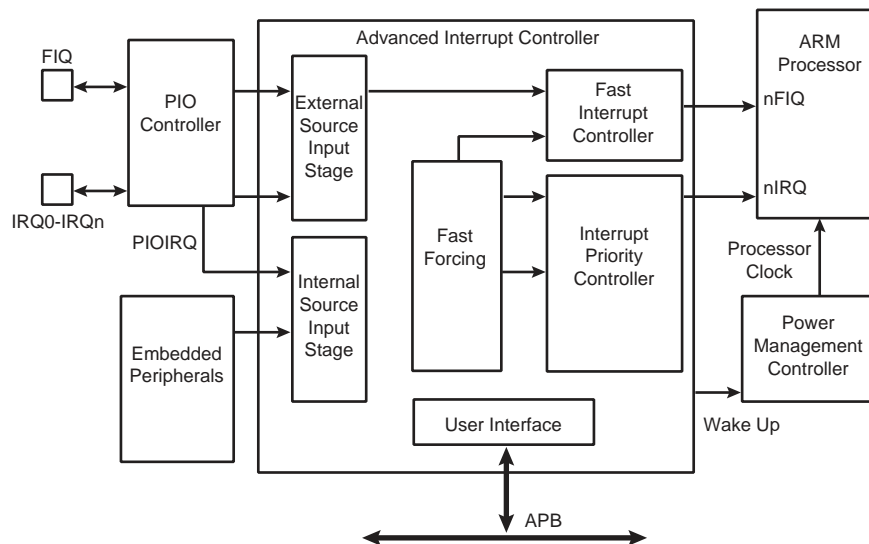 FIQ
IRQ0-IRQn
PIO
Controller
PIOIRQ
Embedded
Peripherals
Advanced Interrupt Controller
External
Source
Input
Stage
Internal
Source
Input
Stage
Fast
Forcing
Fast
Interrupt
Controller
Interrupt
Priority
Controller
User Interface
APB
ARM
Processor
nFIQ
nIRQ
Processor
Clock
Power
Management
Controller
Wake Up